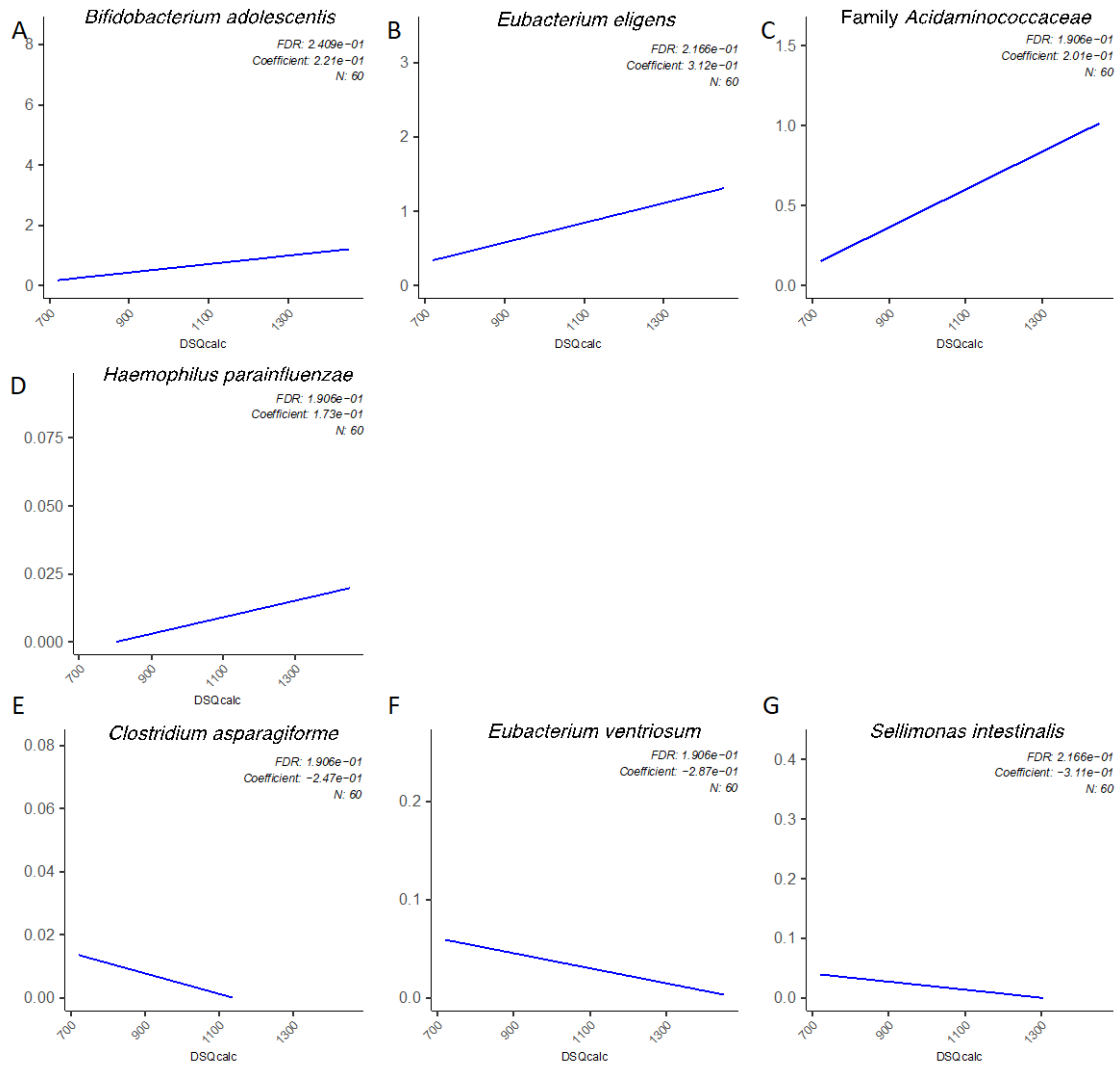 A
Bifidobacterium adolescentis
FDR: 2.409e−01
Coefficient: 2.21e−01
N: 60
8
6
4
2
0
700
900
1100
1300
DSQcalc
B
Eubacterium eligens
FDR: 2.166e−01
Coefficient: 3.12e−01
N: 60
3
2
1
0
700
900
1100
1300
DSQcalc
C
Family Acidaminococcaceae
FDR: 1.906e−01
Coefficient: 2.01e−01
N: 60
1.5
1.0
0.5
0.0
700
900
1100
1300
DSQcalc
D
Haemophilus parainfluenzae
FDR: 1.906e−01
Coefficient: 1.73e−01
N: 60
0.075
0.050
0.025
0.000
700
900
1100
1300
DSQcalc
E
Clostridium asparagiforme
FDR: 1.906e−01
Coefficient: −2.47e−01
N: 60
0.08
0.06
0.04
0.02
0.00
700
900
1100
1300
DSQcalc
F
Eubacterium ventriosum
FDR: 1.906e−01
Coefficient: −2.87e−01
N: 60
0.2
0.1
0.0
700
900
1100
1300
DSQcalc
G
Sellimonas intestinalis
FDR: 2.166e−01
Coefficient: −3.11e−01
N: 60
0.4
0.3
0.2
0.1
0.0
700
900
1100
1300
DSQcalc